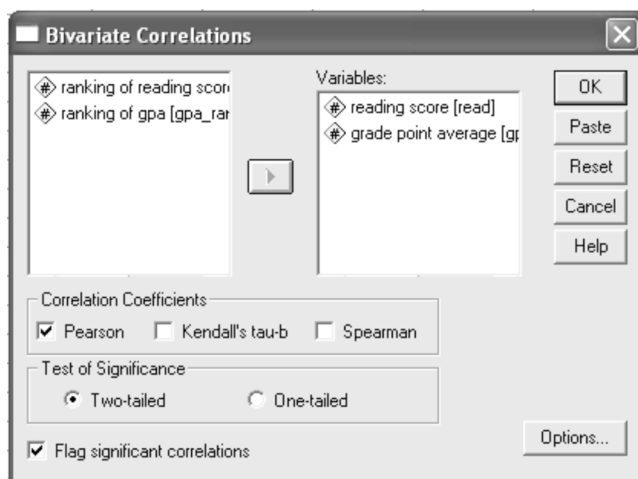 Bivariate Correlations
ranking of reading scor
ranking of gpa [gpa_rar
Variables:
reading score [read]
grade point average [gp
OK
Paste
Reset
Cancel
Help
Correlation Coefficients
Pearson Kendall's tau-b Spearman
Test of Significance
Two-tailed One-tailed
Flag significant correlations
Options...